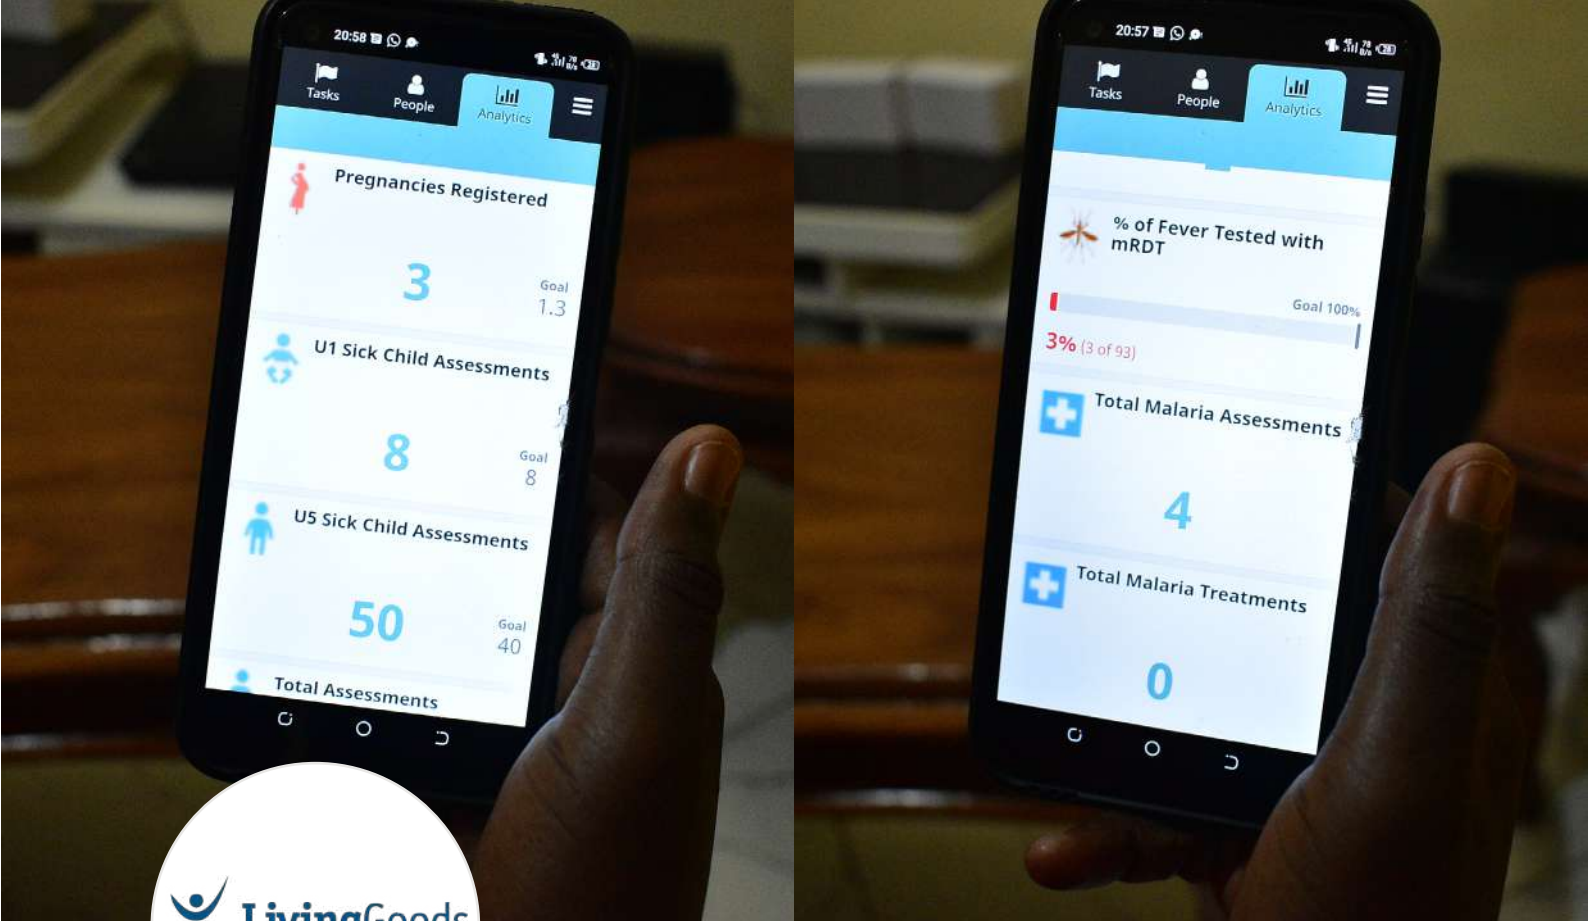 20:58
Tasks
People
Analytics
Pregnancies Registered
3
Goal
1.3
U1 Sick Child Assessments
8
Goal
8
U5 Sick Child Assessments
50
Goal
40
Total Assessments
LivingGoods
20:57
Tasks
People
Analytics
% of Fever Tested with
mRDT
Goal 100%
3% (3 of 93)
Total Malaria Assessments
4
Total Malaria Treatments
0